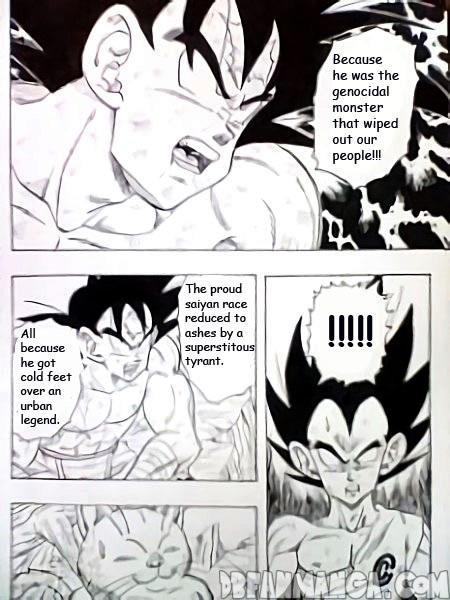 Because
he was the
genocidal
monster
that wiped
out our
people!!!
The proud
saiyan race
reduced to
ashes by a
superstitous
tyrant.
All
because
he got
cold feet
over an
urban
legend.
!!!!!
DBFANMANGA.COM